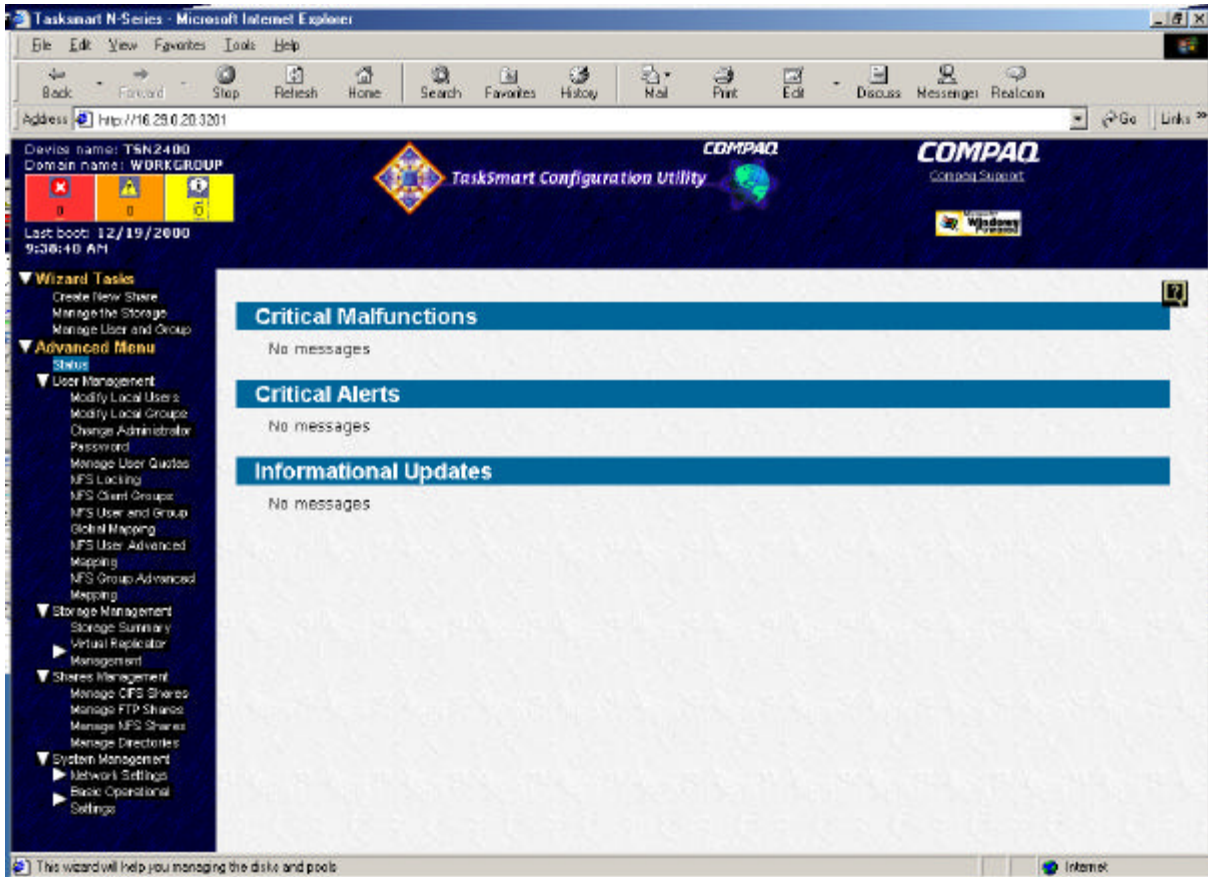 Tasksmart N-Series - Microsoft Internet Explorer
File Edit View Favorites Tools Help
Back Forward Stop Refresh Home Search Favorites History Mail Print Edit Discuss Messenger Realcom
Address http://16.29.0.20:3201 Go Links »
Device name: TSN2400
Domain name: WORKGROUP
0 0
Last boot: 12/19/2000
9:38:40 AM
TaskSmart Configuration Utility
COMPAQ
COMPAQ
Compaq Support
Microsoft
Windows
Powered
Wizard Tasks
Create New Share
Manage the Storage
Manage User and Group
Advanced Menu
Status
User Management
Modify Local Users
Modify Local Groups
Change Administrator
Password
Manage User Quotas
NFS Locking
NFS Client Groups
NFS User and Group
Global Mapping
NFS User Advanced
Mapping
NFS Group Advanced
Mapping
Storage Management
Storage Summary
Virtual Replicator
Management
Shares Management
Manage CIFS Shares
Manage FTP Shares
Manage NFS Shares
Manage Directories
System Management
Network Settings
Basic Operational
Settings
?
Critical Malfunctions
No messages
Critical Alerts
No messages
Informational Updates
No messages
This wizard will help you managing the disks and pools
Internet